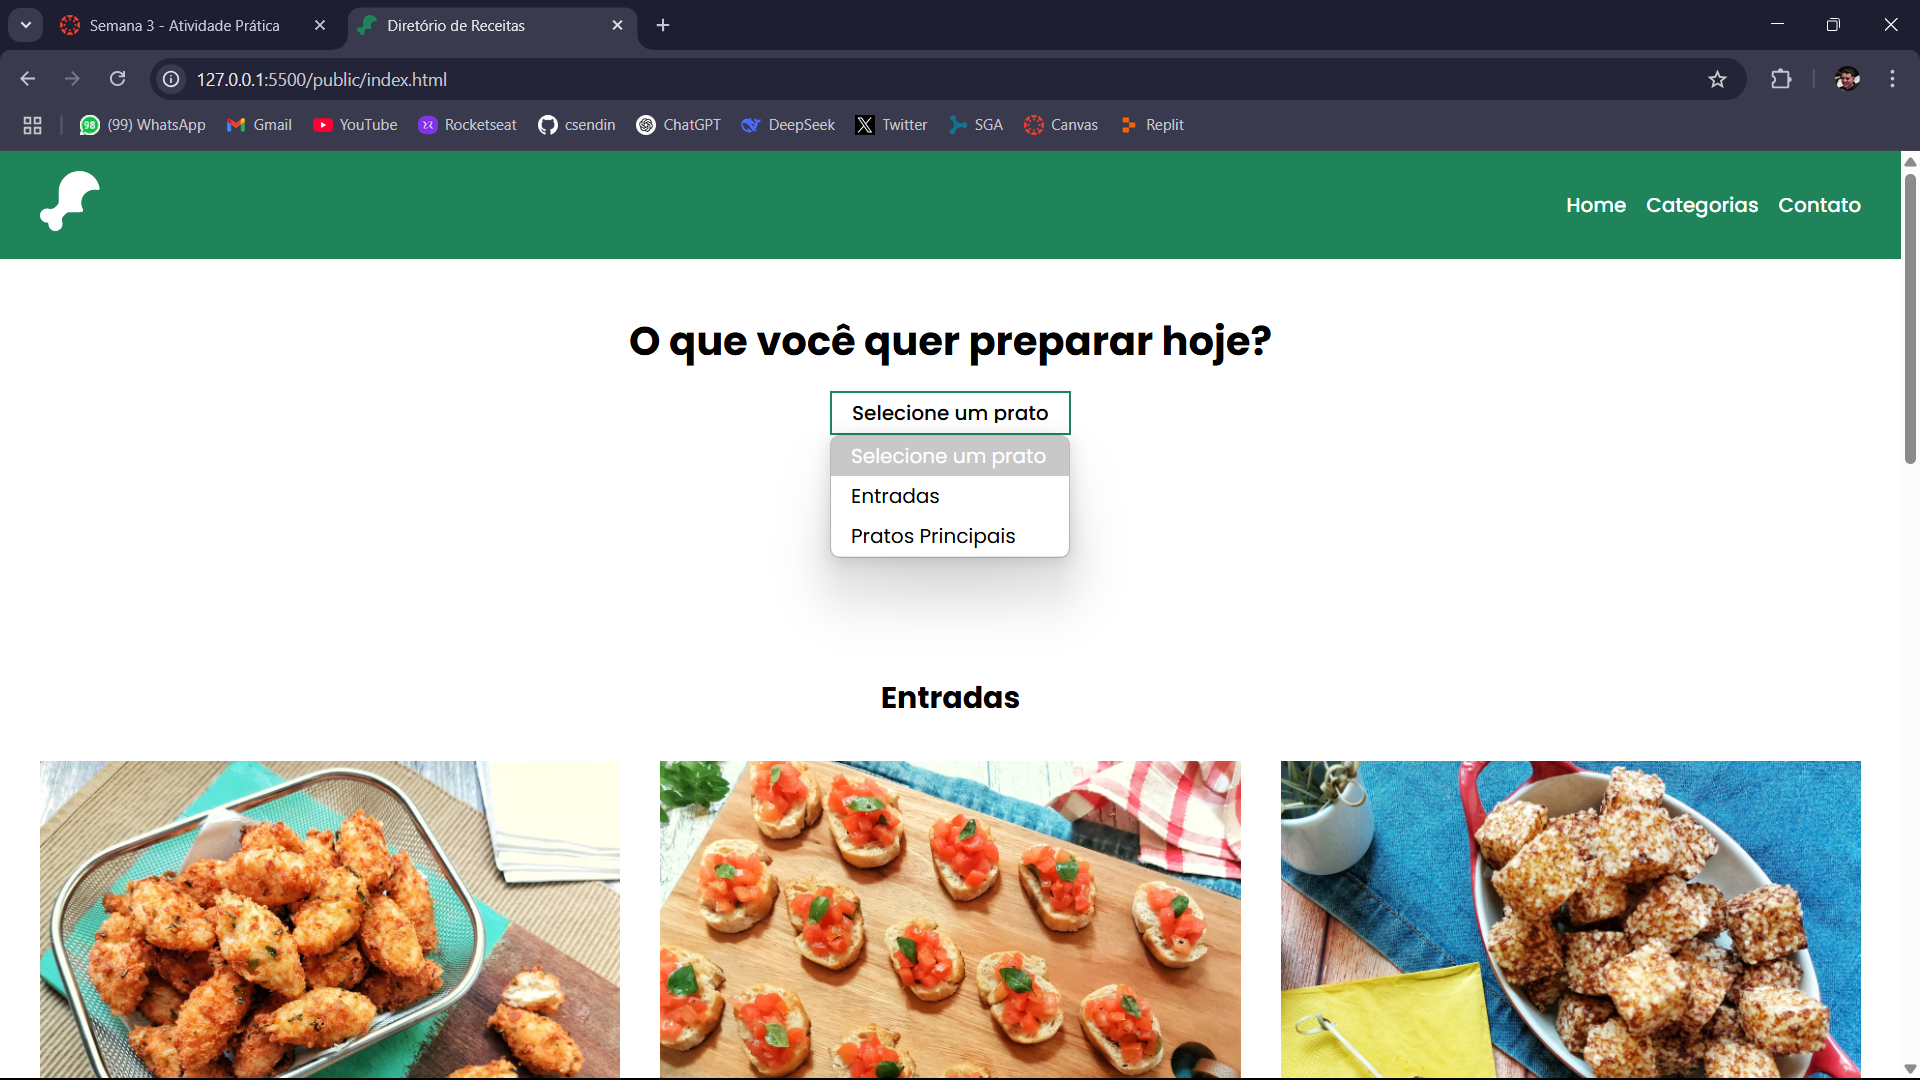 Semana 3 - Atividade Prática
Diretório de Receitas
127.0.0.1:5500/public/index.html
98 (99) WhatsApp Gmail YouTube Rocketseat csendin ChatGPT DeepSeek Twitter SGA Canvas Replit
Home Categorias Contato
O que você quer preparar hoje?
Selecione um prato
Selecione um prato
Entradas
Pratos Principais
Entradas